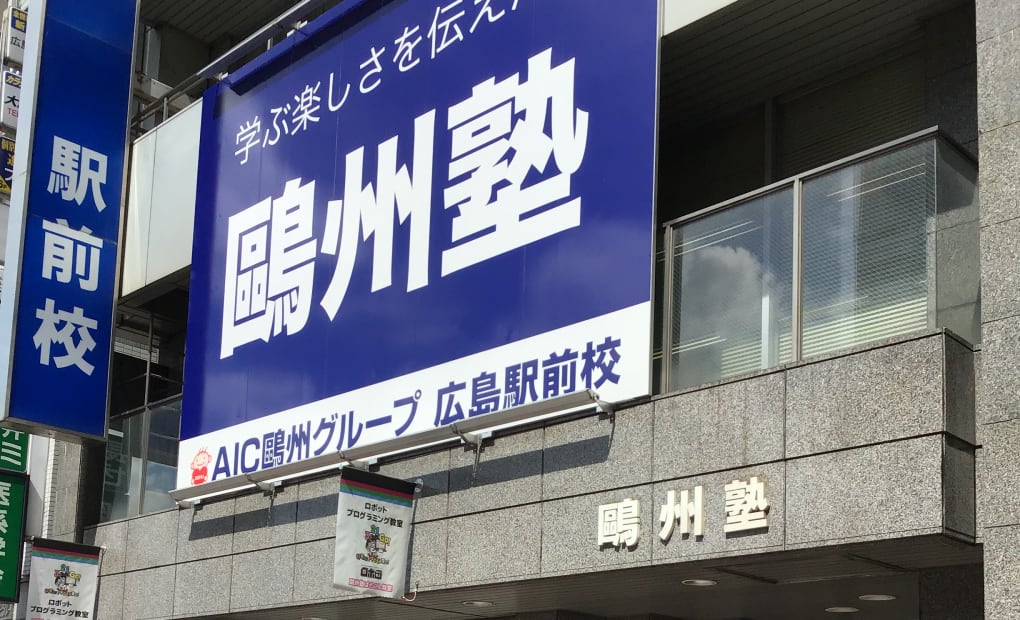 駅前校
学ぶ楽しさを伝え
鷗州塾
AIC鷗州グループ 広島駅前校
鷗州塾
ロボット
プログラミング教室
ロボット
プログラミング教室